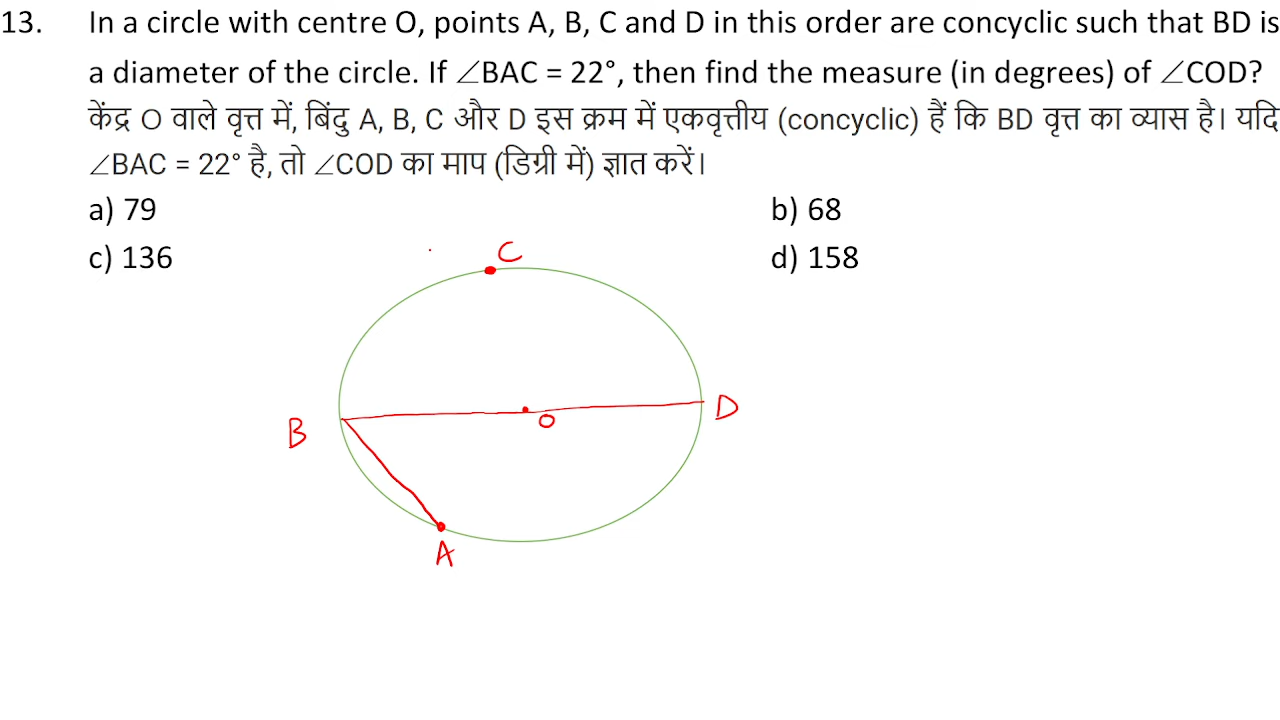 13. In a circle with centre O, points A, B, C and D in this order are concyclic such that BD is
a diameter of the circle. If ∠BAC = 22°, then find the measure (in degrees) of ∠COD?
केंद्र O वाले वृत्त में, बिंदु A, B, C और D इस क्रम में एकवृत्तीय (concyclic) हैं कि BD वृत्त का व्यास है। यदि
∠BAC = 22° है, तो ∠COD का माप (डिग्री में) ज्ञात करें।
a) 79 b) 68
c) 136 d) 158
C
B O D
A